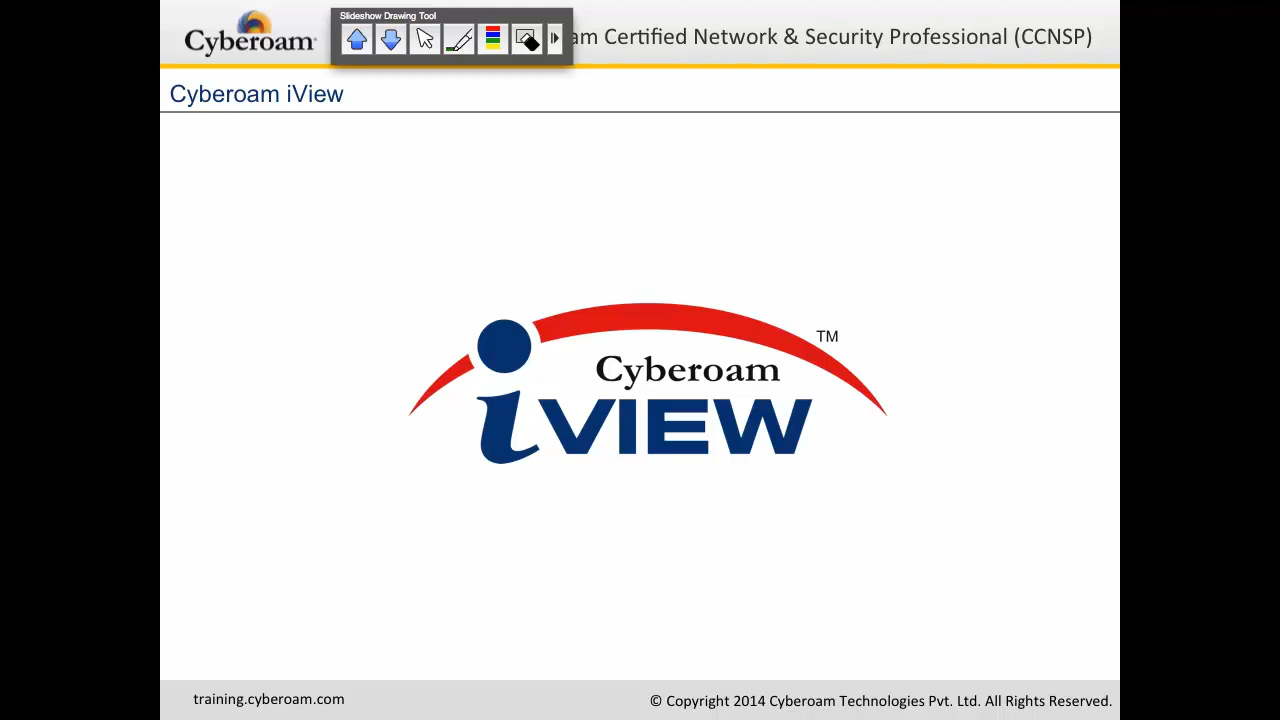 Cyberoam
Slideshow Drawing Tool
am Certified Network & Security Professional (CCNSP)
Cyberoam iView
TM
Cyberoam
iVIEW
training.cyberoam.com
© Copyright 2014 Cyberoam Technologies Pvt. Ltd. All Rights Reserved.